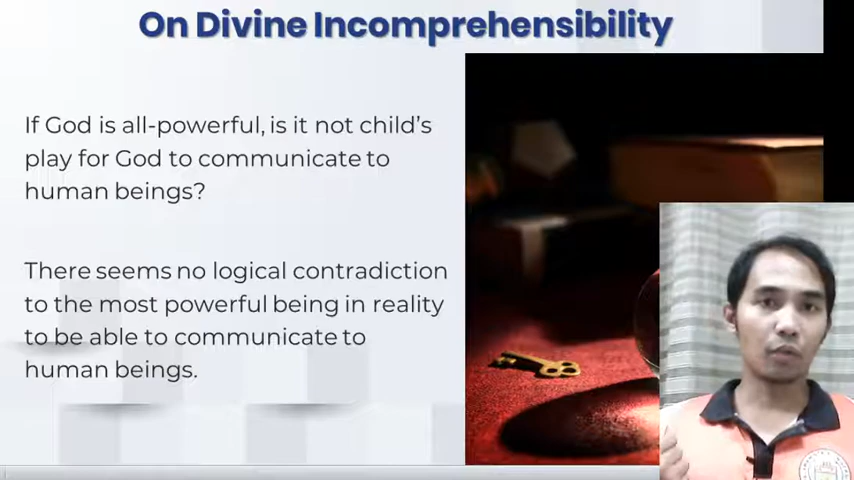 On Divine Incomprehensibility
If God is all-powerful, is it not child's
play for God to communicate to
human beings?
There seems no logical contradiction
to the most powerful being in reality
to be able to communicate to
human beings.